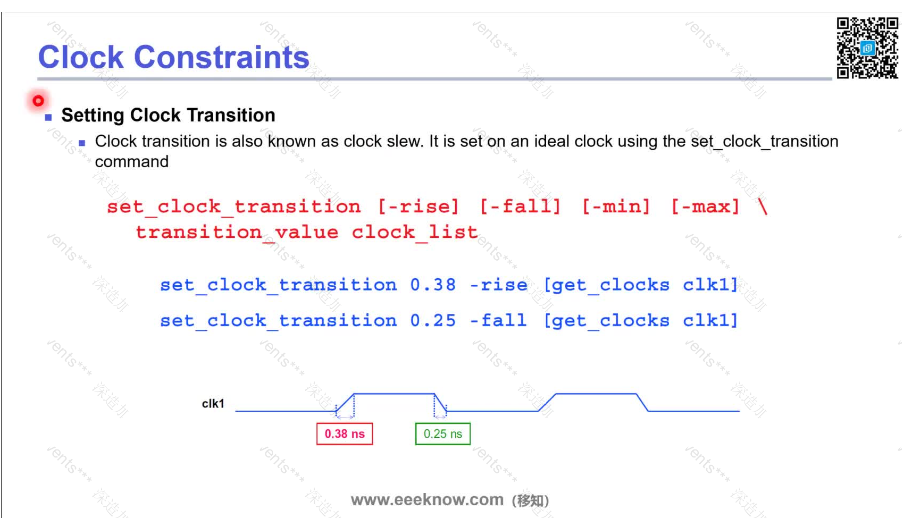 Clock Constraints
Setting Clock Transition
Clock transition is also known as clock slew. It is set on an ideal clock using the set_clock_transition
command
set_clock_transition [-rise] [-fall] [-min] [-max] \
transition_value clock_list
set_clock_transition 0.38 -rise [get_clocks clk1]
set_clock_transition 0.25 -fall [get_clocks clk1]
clk1
0.38 ns
0.25 ns
www.eeeknow.com (移知)